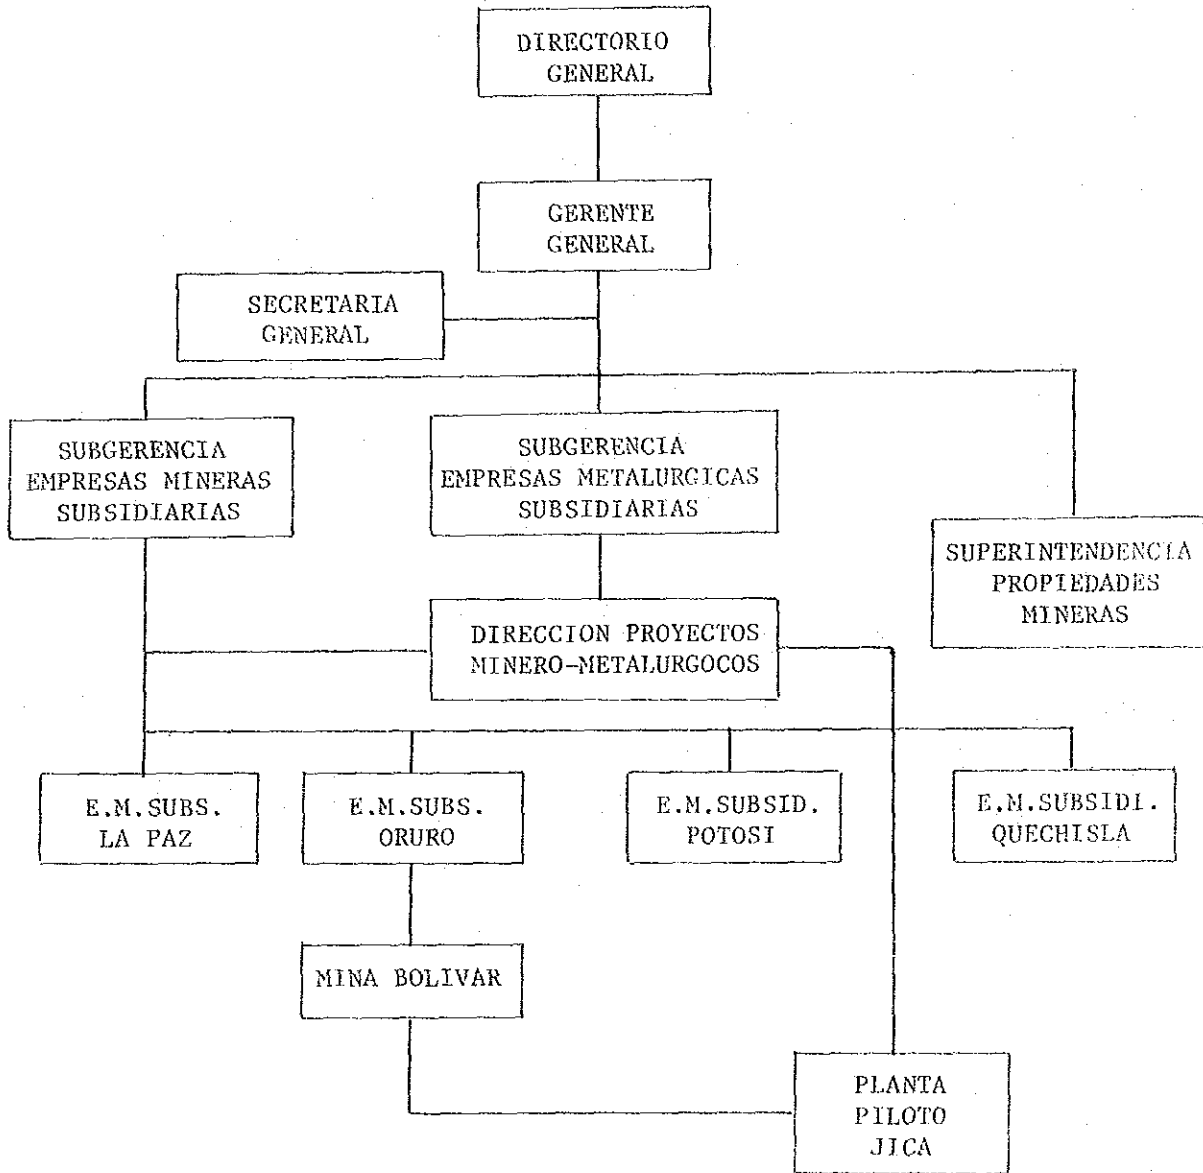 DIRECTORIO
GENERAL
GERENTE
GENERAL
SECRETARIA
GENERAL
SUBGERENCIA
EMPRESAS MINERAS
SUBSIDIARIAS
SUBGERENCIA
EMPRESAS METALURGICAS
SUBSIDIARIAS
SUPERINTENDENCIA
PROPIEDADES
MINERAS
DIRECCION PROYECTOS
MINERO-METALURGOCOS
E.M.SUBS.
LA PAZ
E.M.SUBS.
ORURO
E.M.SUBSID.
POTOSI
E.M.SUBSIDI.
QUECHISLA
MINA BOLIVAR
PLANTA
PILOTO
JICA